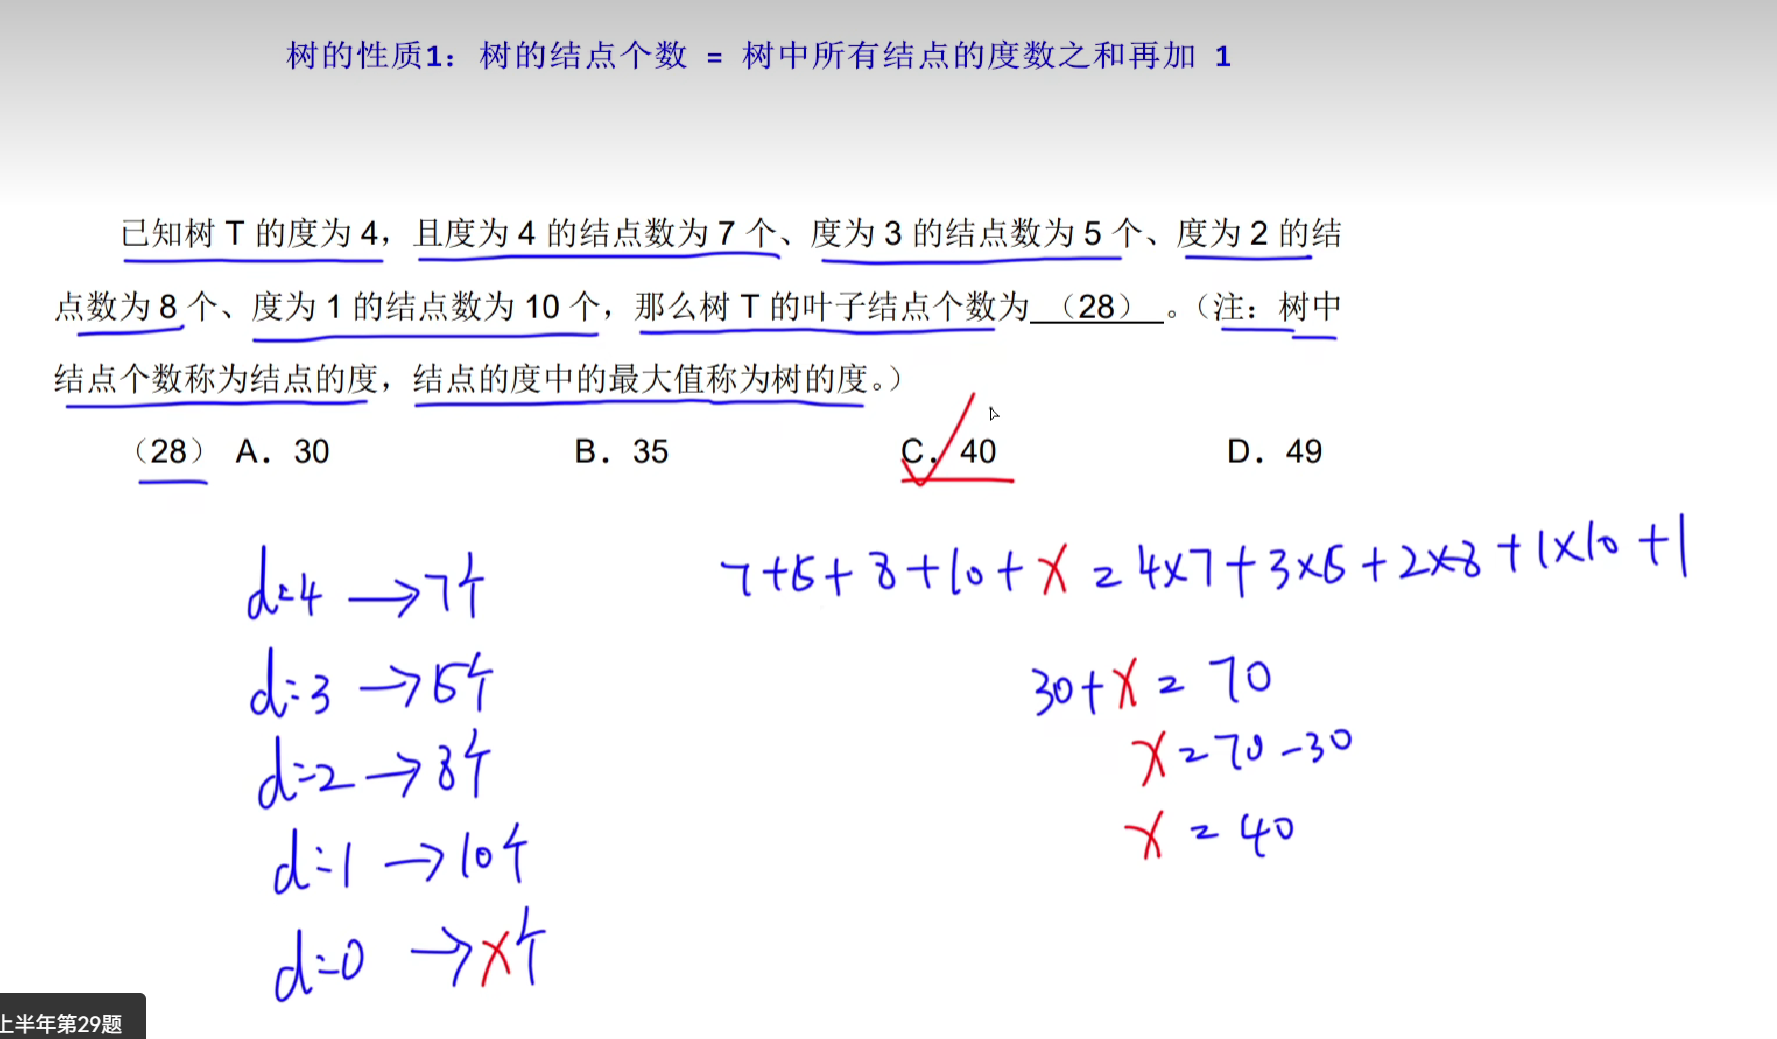 树的性质1：树的结点个数 = 树中所有结点的度数之和再加 1
已知树 T 的度为 4，且度为 4 的结点数为 7 个、度为 3 的结点数为 5 个、度为 2 的结
点数为 8 个、度为 1 的结点数为 10 个，那么树 T 的叶子结点个数为（28）。（注：树中
结点个数称为结点的度，结点的度中的最大值称为树的度。）
（28） A. 30 B. 35 C. 40 D. 49
d=4 →7个
d=3 →5个
d=2 →8个
d=1 →10个
d=0 →x个
7+5+8+10+x=4×7+3×5+2×8+1×10+1
30+x=70
x=70-30
x=40
上半年第29题